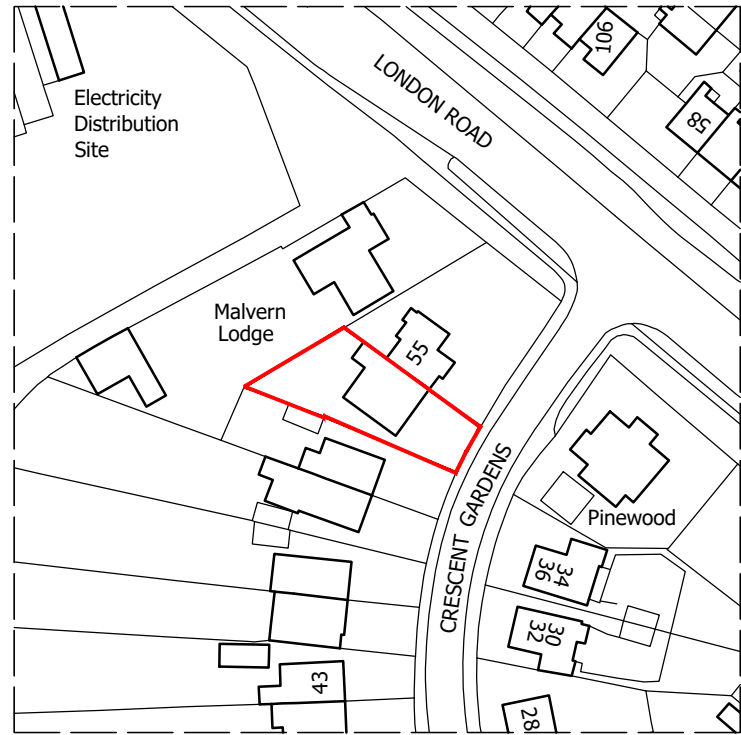 106
LONDON ROAD
58
Electricity
Distribution
Site
Malvern
Lodge
55
CRESCENT GARDENS
Pinewood
34
36
30
32
43
28